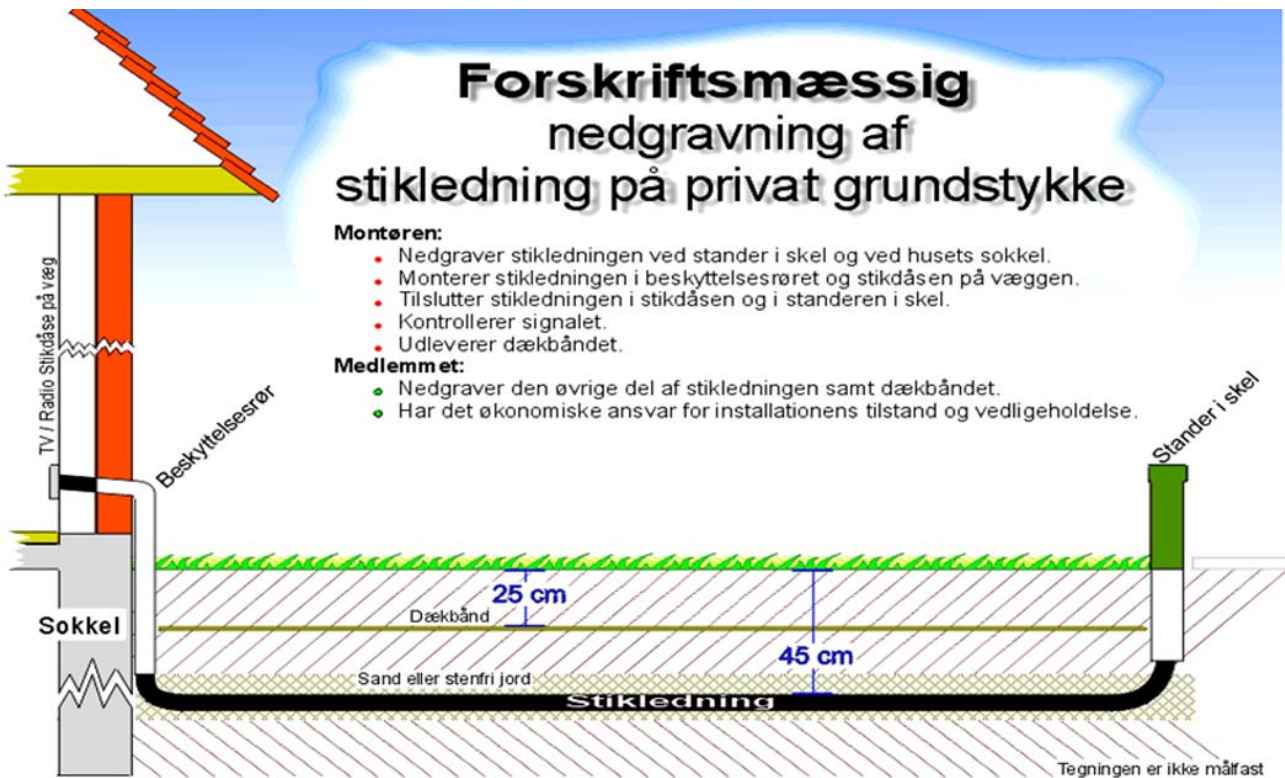 Forskriftsmæssig
nedgravning af
stikledning på privat grundstykke
Montøren:
Nedgraver stikledningen ved stander i skel og ved husets sokkel.
Monterer stikledningen i beskyttelsesrøret og stikdåsen på væggen.
Tilslutter stikledningen i stikdåsen og i standeren i skel.
Kontrollerer signalet.
Udleverer dækbåndet.
Medlemmet:
Nedgraver den øvrige del af stikledningen samt dækbåndet.
Har det økonomiske ansvar for installationens tilstand og vedligeholdelse.
TV / Radio Stikdåse på væg
Beskyttelsesrør
Stander i skel
25 cm
Dækbånd
Sokkel
45 cm
Sand eller stenfri jord
Stikledning
Tegningen er ikke målfast